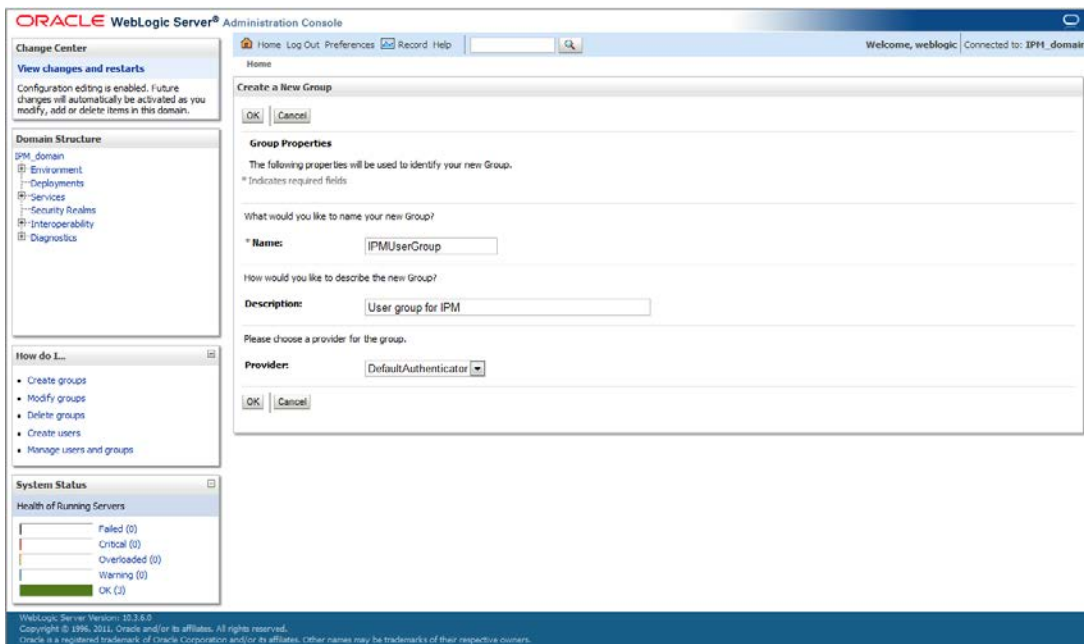 ORACLE WebLogic Server® Administration Console
Change Center
View changes and restarts
Configuration editing is enabled. Future
changes will automatically be activated as you
modify, add or delete items in this domain.
Domain Structure
IPM_domain
Environment
Deployments
Services
Security Realms
Interoperability
Diagnostics
How do I...
Create groups
Modify groups
Delete groups
Create users
Manage users and groups
System Status
Health of Running Servers
Failed (0)
Critical (0)
Overloaded (0)
Warning (0)
OK (3)
Home Log Out Preferences Record Help
Welcome, weblogic Connected to: IPM_domain
Home
Create a New Group
OK Cancel
Group Properties
The following properties will be used to identify your new Group.
* Indicates required fields
What would you like to name your new Group?
* Name: IPMUserGroup
How would you like to describe the new Group?
Description: User group for IPM
Please choose a provider for the group.
Provider: DefaultAuthenticator
OK Cancel
WebLogic Server Version: 10.3.6.0
Copyright © 1996, 2011, Oracle and/or its affiliates. All rights reserved.
Oracle is a registered trademark of Oracle Corporation and/or its affiliates. Other names may be trademarks of their respective owners.